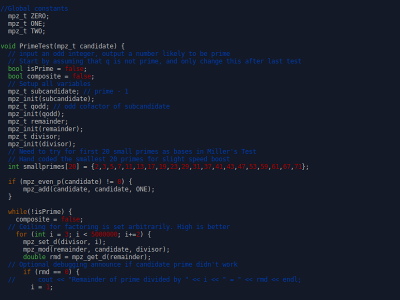 //Global constants
mpz_t ZERO;
mpz_t ONE;
mpz_t TWO;
void PrimeTest(mpz_t candidate) {
// Input an odd integer, output a number likely to be prime
// Start by assuming that a is not prime, and only change this after last test
bool isPrime = false;
bool composite = false;
// Setup all variables
mpz_t subcandidate; // prime - 1
mpz_init(subcandidate);
mpz_t qodd; // odd cofactor of subcandidate
mpz_init(qodd);
mpz_t remainder;
mpz_init(remainder);
mpz_t divisor;
mpz_init(divisor);
// Need to try for first 20 small primes as bases in Miller's Test
// Hand coded the smallest 20 primes for slight speed boost
int smallprimes[20] = {2,3,5,7,11,13,17,19,23,29,31,37,41,43,47,53,59,61,67,71};
if (mpz_even_p(candidate) != 0) {
mpz_add(candidate, candidate, ONE);
}
while(!isPrime) {
composite = false;
// Ceiling for factoring is set arbitrarily. High is better
for (int i = 3; i < ; i+=2) {
mpz_set_d(divisor, i);
mpz_mod(remainder, candidate, divisor);
double rmd = mpz_get_d(remainder);
// Optional debugging announce if candidate prime didn't work
if (rmd == 0) {
// cout << "Remainder of prime divided by " << i << " = " << rmd << endl;
i = 3;